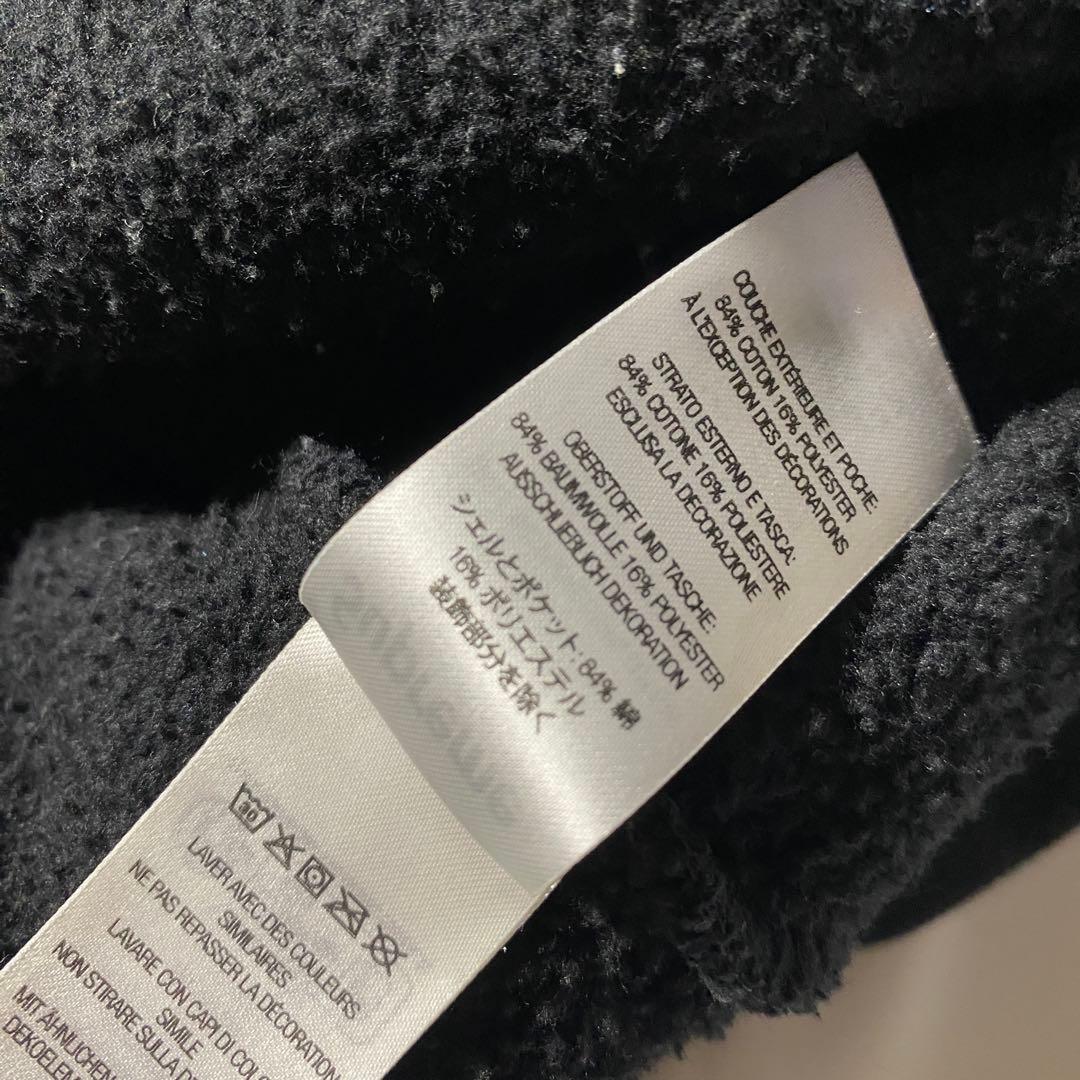 COUCHE EXTÉRIEURE ET POCHE:
84% COTON 16% POLYESTER
À L'EXCEPTION DES DÉCORATIONS
STRATO ESTERNO E TASCA:
84% COTONE 16% POLIESTERE
ESCLUSA LA DECORAZIONE
OBERSTOFF UND TASCHE:
84% BAUMWOLLE 16% POLYESTER
AUSSCHLIEBLICH DEKORATION
シェルとポケット: 84% 綿
16% ポリエステル
装飾部分を除く
30
LAVER AVEC DES COULEURS
SIMILAIRES
NE PAS REPASSER LA DÉCORATION
LAVARE CON CAPI DI
SIMILE
NON STIRARE SULLA
MIT ÄHNLICHEN